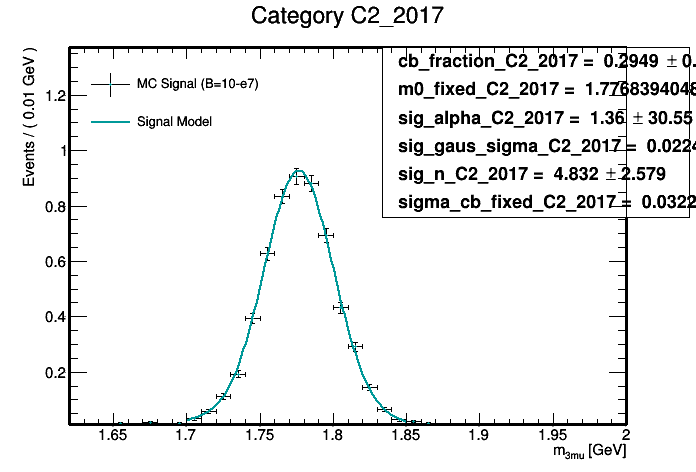 Category C2_2017
Events / ( 0.01 GeV )
MC Signal (B=10-e7)
Signal Model
cb_fraction_C2_2017 = 0.2949 ± 0.
m0_fixed_C2_2017 = 1.7768394048
sig_alpha_C2_2017 = 1.36 ± 30.55
sig_gaus_sigma_C2_2017 = 0.0224
sig_n_C2_2017 = 4.832 ± 2.579
sigma_cb_fixed_C2_2017 = 0.0322
1.2
1
0.8
0.6
0.4
0.2
1.65 1.7 1.75 1.8 1.85 1.9 1.95 2
m3mu [GeV]